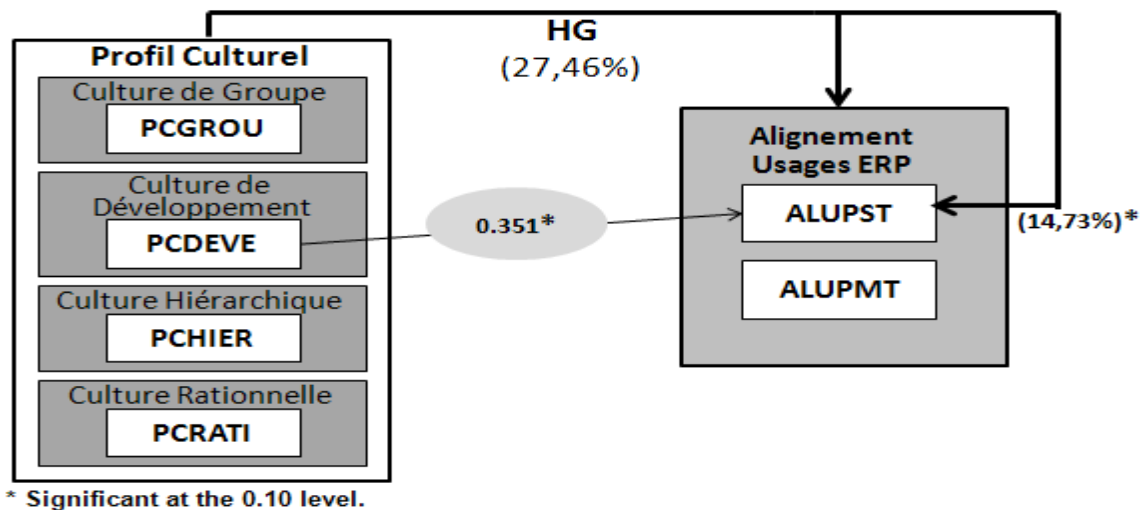 HG
(27,46%)
Profil Culturel
Culture de Groupe
PCGROU
Culture de
Développement
PCDEVE
Culture Hiérarchique
PCHIER
Culture Rationnelle
PCRATI
0.351*
Alignement
Usages ERP
ALUPST
ALUPMT
(14,73%)*
* Significant at the 0.10 level.